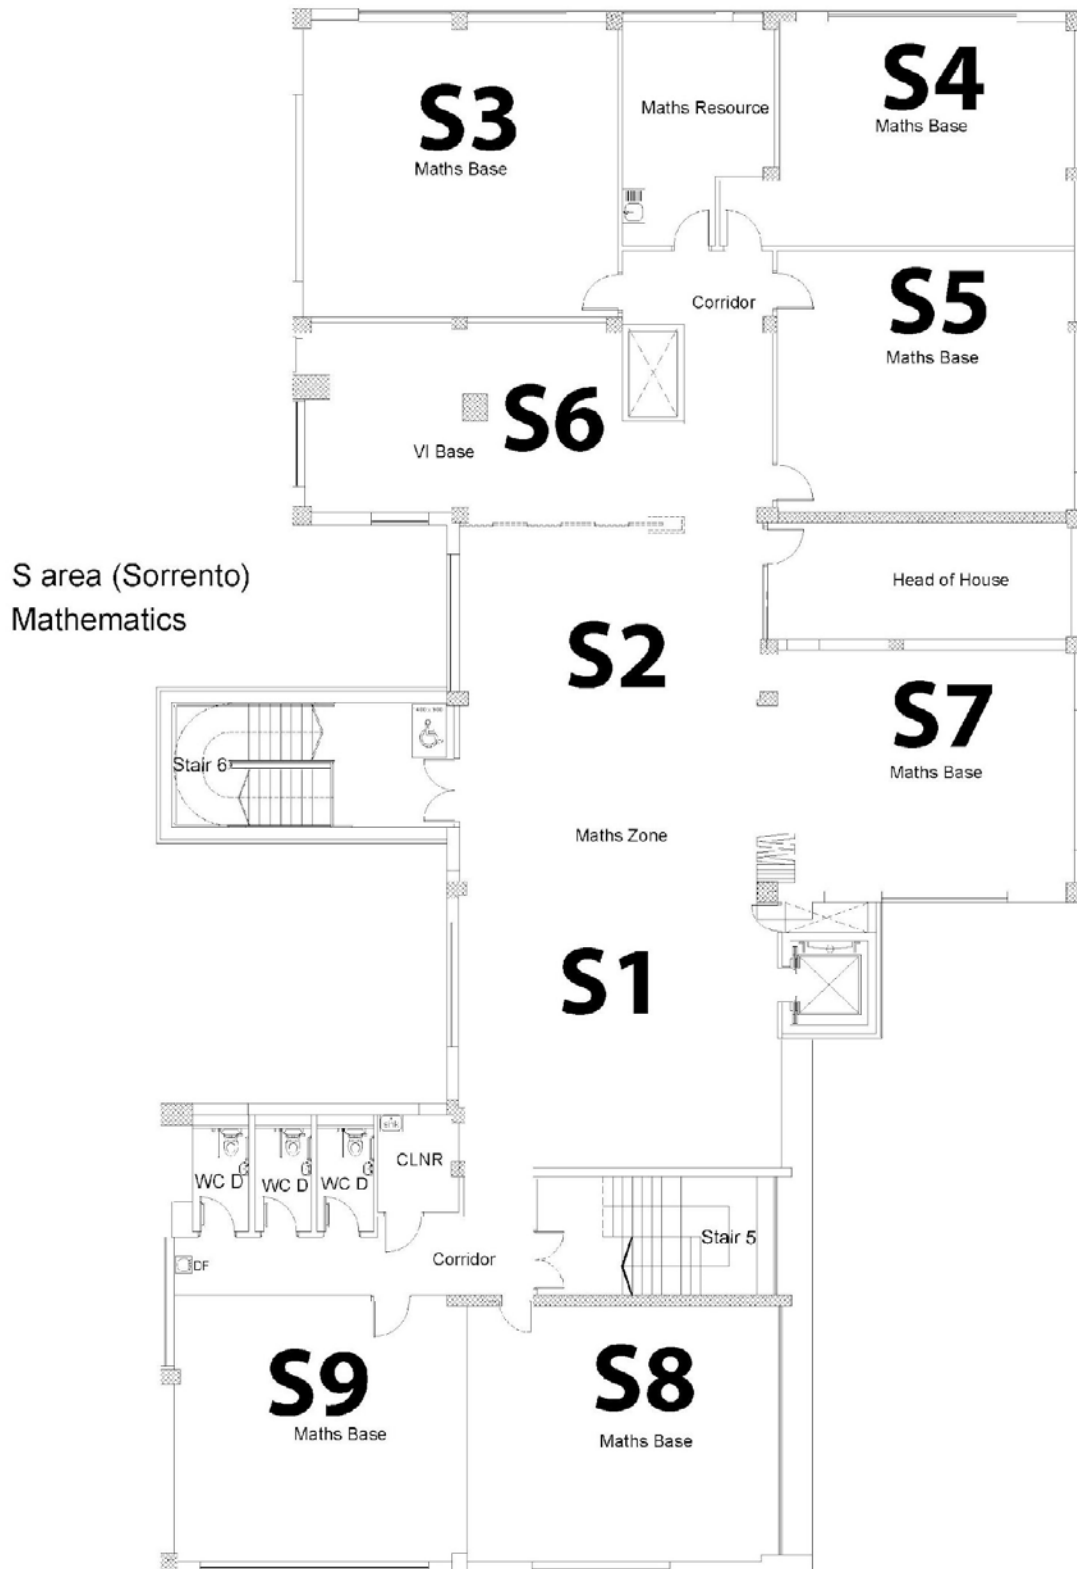 S3
Maths Base
Maths Resource
S4
Maths Base
Corridor
S5
Maths Base
S6
VI Base
S area (Sorrento)
Mathematics
Head of House
S2
S7
Maths Base
Stair 6
Maths Zone
S1
WC D
WC D
WC D
CLNR
Stair 5
Corridor
DF
S9
Maths Base
S8
Maths Base